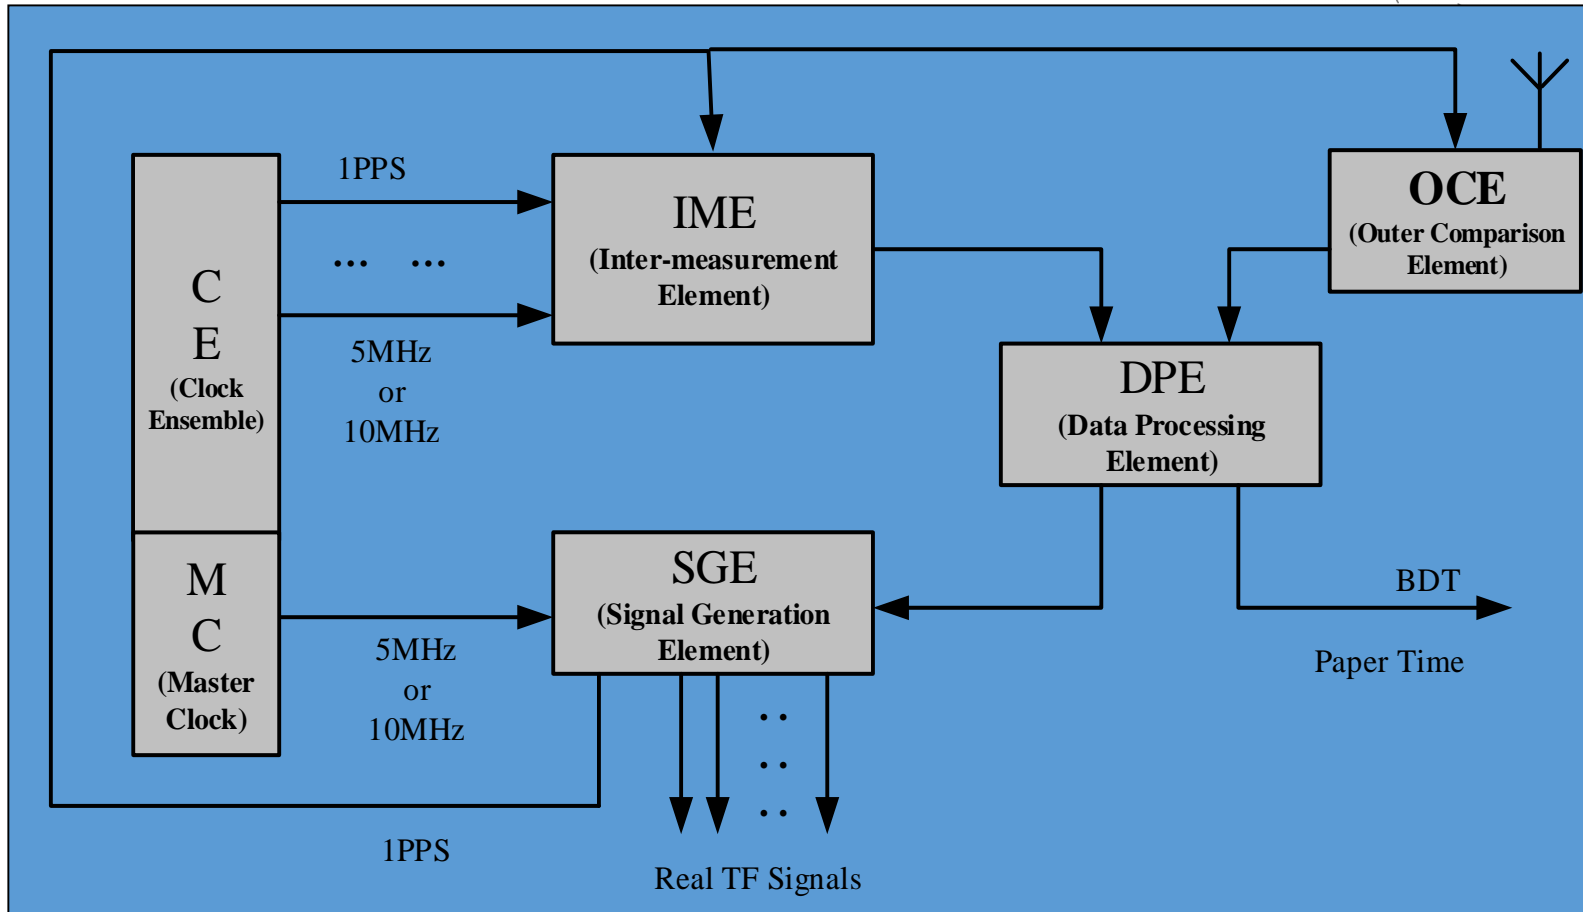 1PPS
... ...
5MHz
or
10MHz
C
E
(Clock
Ensemble)
M
C
(Master
Clock)
5MHz
or
10MHz
IME
(Inter-measurement
Element)
OCE
(Outer Comparison
Element)
DPE
(Data Processing
Element)
SGE
(Signal Generation
Element)
BDT
Paper Time
1PPS
Real TF Signals